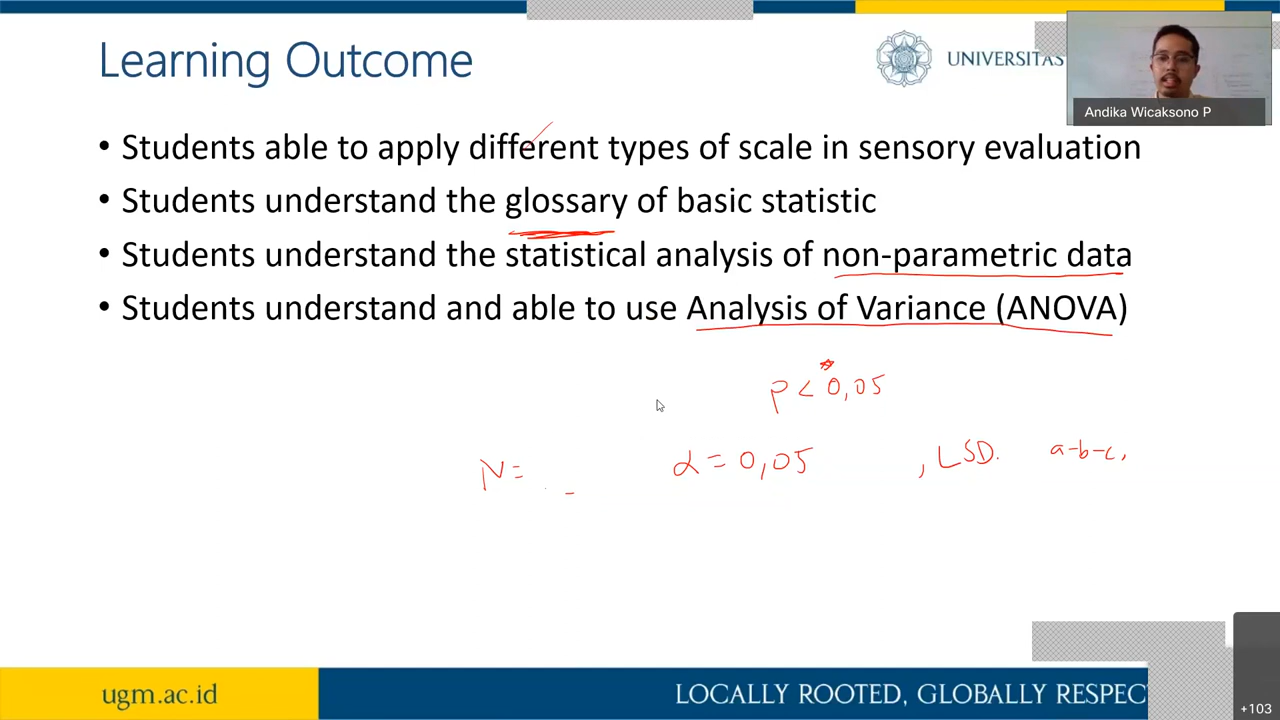 Learning Outcome
UNIVERSITAS
Andika Wicaksono P
• Students able to apply different types of scale in sensory evaluation
• Students understand the glossary of basic statistic
• Students understand the statistical analysis of non-parametric data
• Students understand and able to use Analysis of Variance (ANOVA)
p < 0,05
N = α = 0,05 , LSD. a-b-c,
ugm.ac.id
LOCALLY ROOTED, GLOBALLY RESPEC
+103